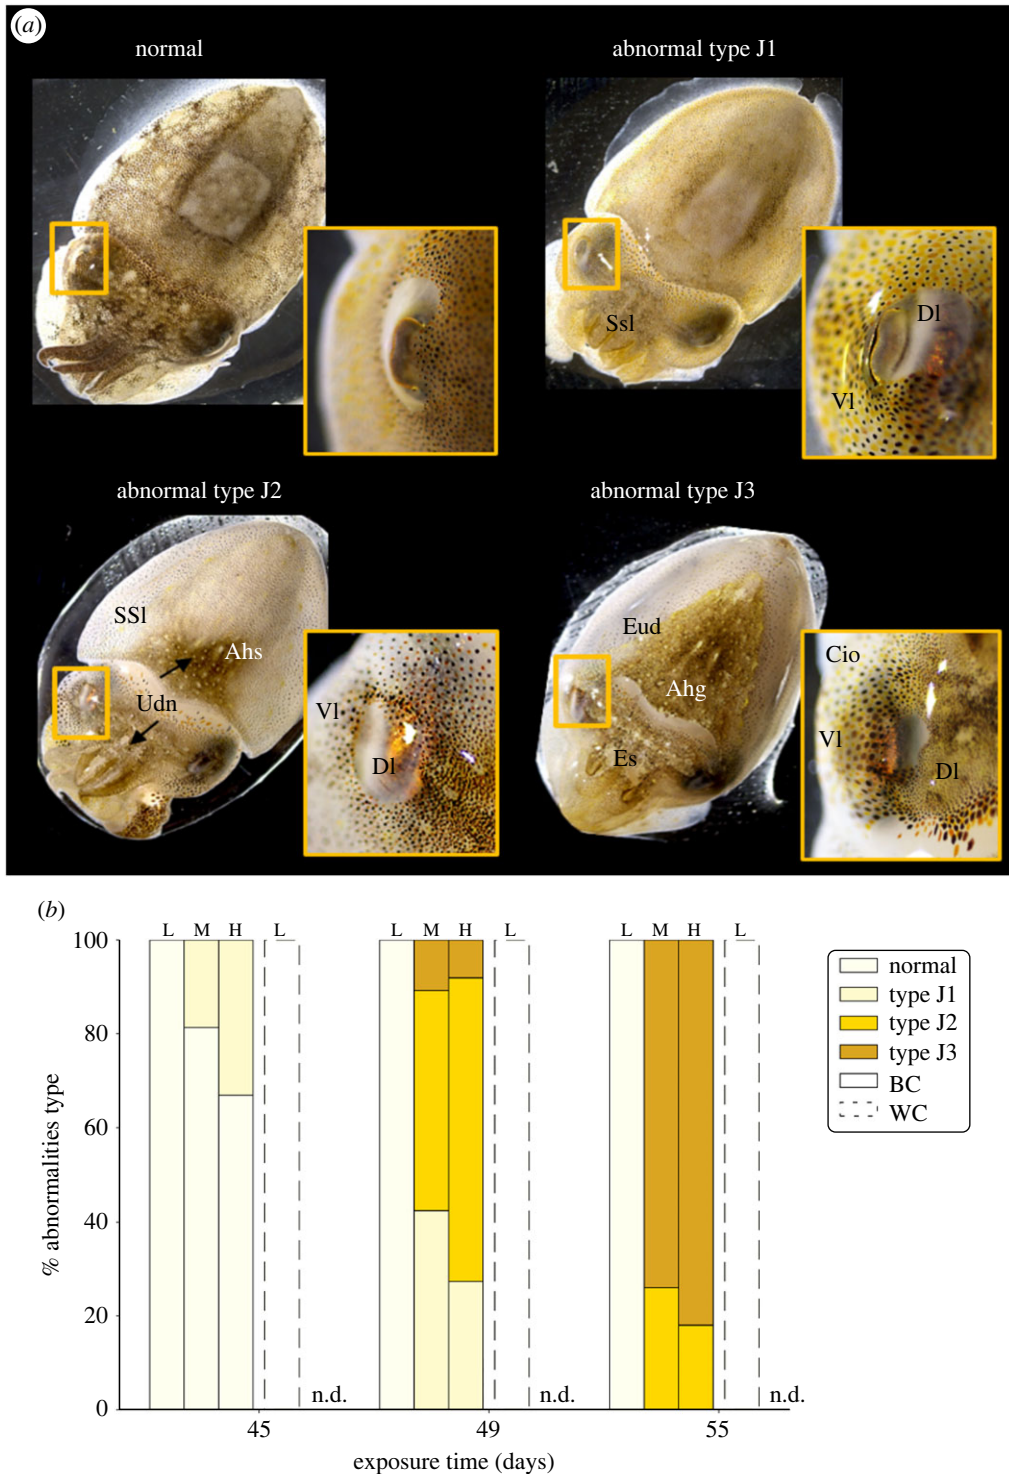 (a)
normal
abnormal type J1
Ssl
Dl
Vl
abnormal type J2
abnormal type J3
SSl
Ahs
Udn
Vl
Dl
Eud
Ahg
Es
Cio
Vl
Dl
(b)
L M H L L M H L L M H L
100
80
60
40
20
0
% abnormalities type
n.d. n.d. n.d.
45 49 55
exposure time (days)
normal
type J1
type J2
type J3
BC
WC